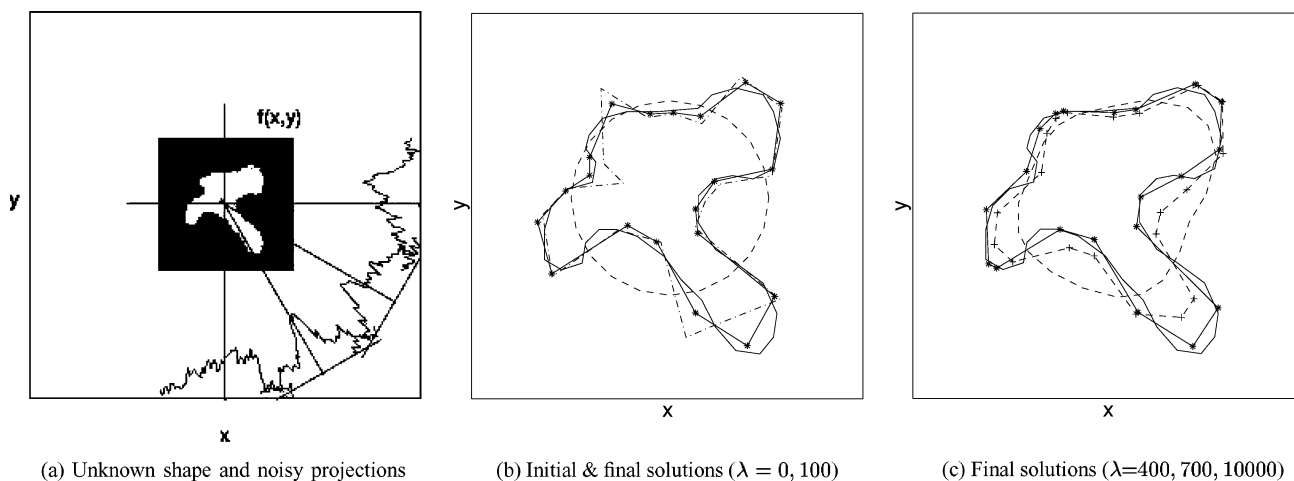 f(x,y)
y
x
(a) Unknown shape and noisy projections
y
x
(b) Initial & final solutions (λ = 0, 100)
y
x
(c) Final solutions (λ=400, 700, 10000)